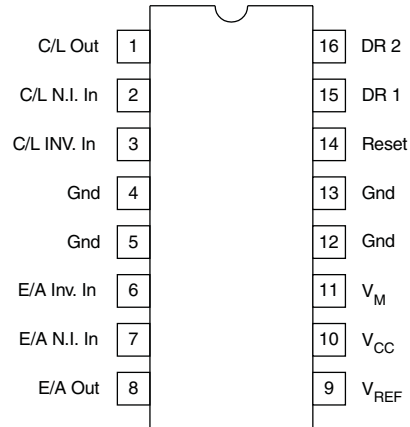 C/L Out 1 16 DR 2
C/L N.I. In 2 15 DR 1
C/L INV. In 3 14 Reset
Gnd 4 13 Gnd
Gnd 5 12 Gnd
E/A Inv. In 6 11 VM
E/A N.I. In 7 10 VCC
E/A Out 8 9 VREF